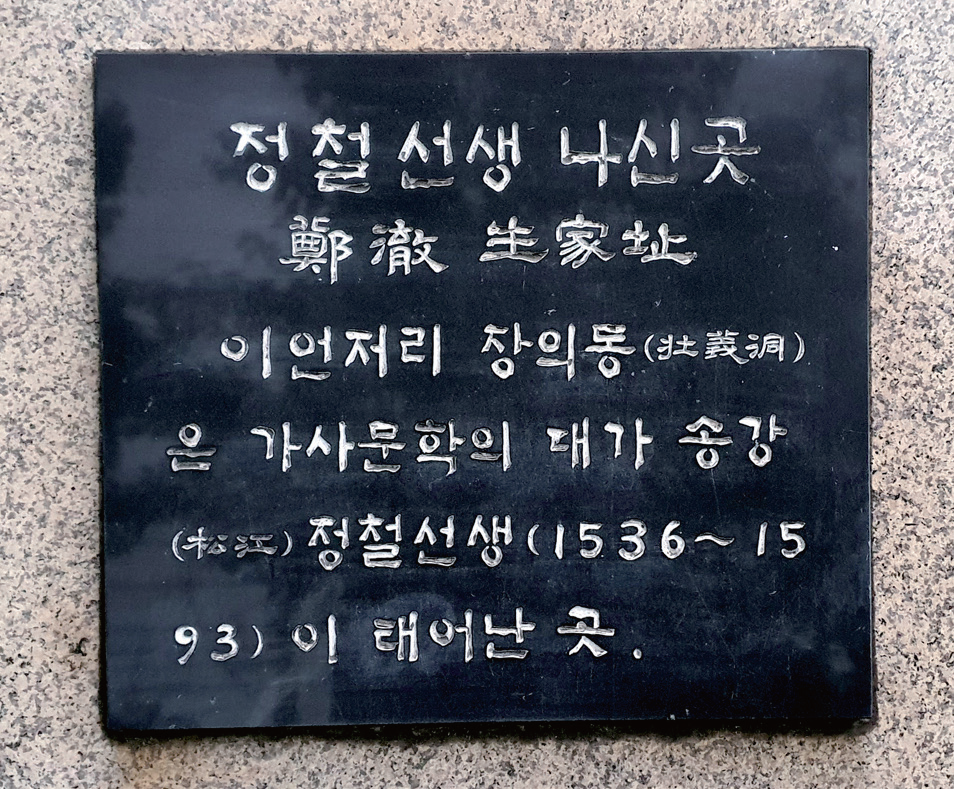 정철선생 나신곳
鄭澈 生家址
이언저리 장의동(壯義洞)
은 가사문학의 대가 송강
(松江)정철선생(1536~15
93)이 태어난 곳.